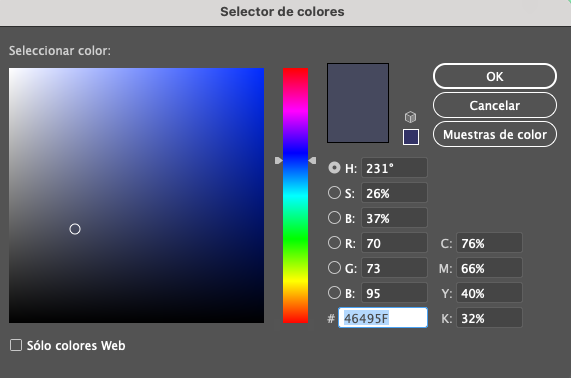 Selector de colores
Seleccionar color:
OK
Cancelar
Muestras de color
H: 231°
S: 26%
B: 37%
R: 70 C: 76%
G: 73 M: 66%
B: 95 Y: 40%
# 46495F K: 32%
Sólo colores Web